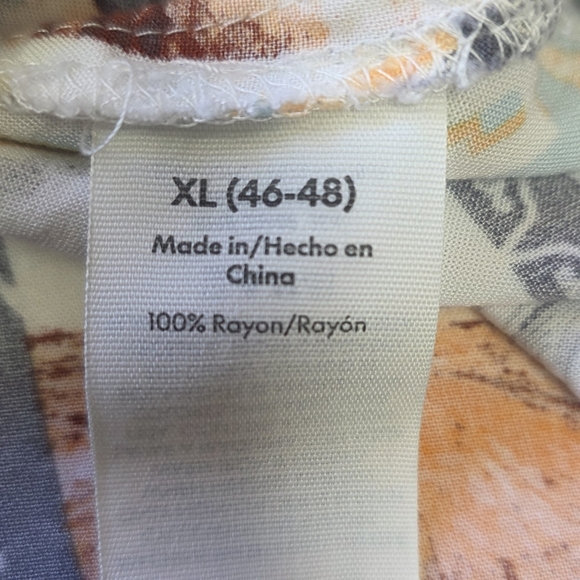 XL (46-48)
Made in/Hecho en
China
100% Rayon/Rayón